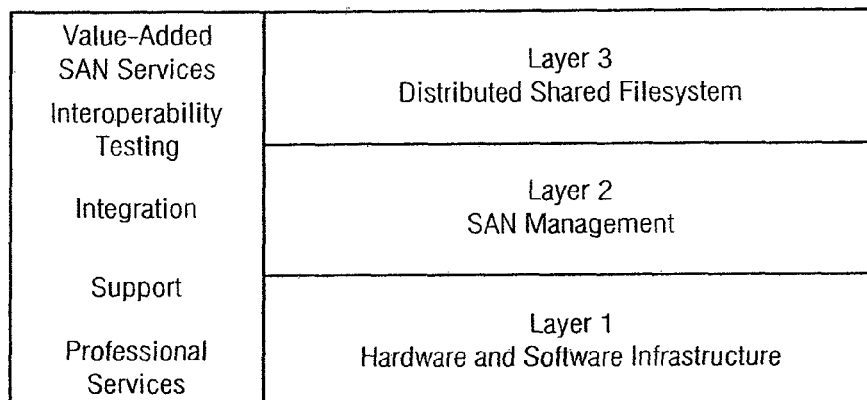 Value-Added
SAN Services
Interoperability
Testing
Integration
Support
Professional
Services
Layer 3
Distributed Shared Filesystem
Layer 2
SAN Management
Layer 1
Hardware and Software Infrastructure